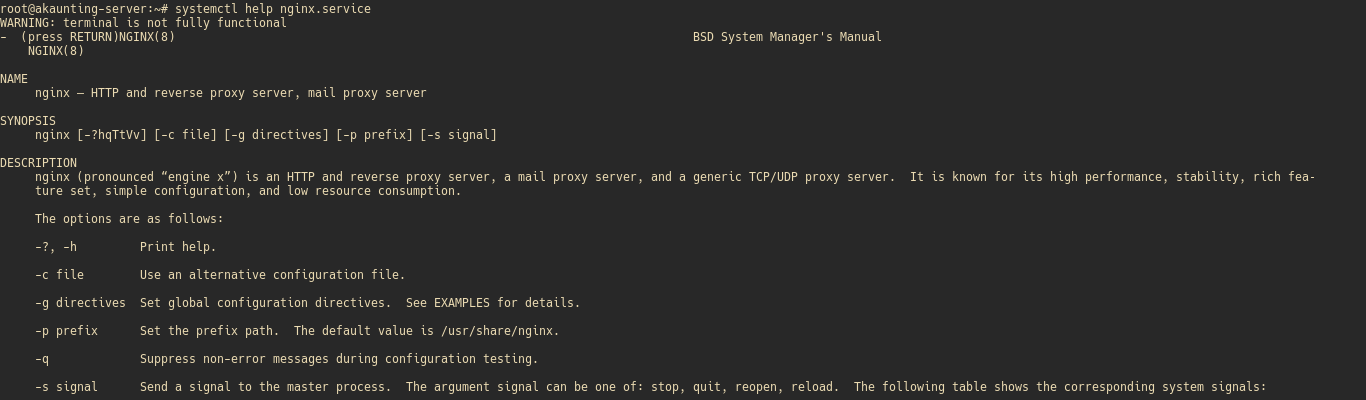 root@akaunting-server:~# systemctl help nginx.service
WARNING: terminal is not fully functional
-  (press RETURN)NGINX(8)                                                                          BSD System Manager's Manual
    NGINX(8)

NAME
     nginx — HTTP and reverse proxy server, mail proxy server

SYNOPSIS
     nginx [-?hqTtVv] [-c file] [-g directives] [-p prefix] [-s signal]

DESCRIPTION
     nginx (pronounced “engine x”) is an HTTP and reverse proxy server, a mail proxy server, and a generic TCP/UDP proxy server.  It is known for its high performance, stability, rich fea-
     ture set, simple configuration, and low resource consumption.

     The options are as follows:

     -?, -h         Print help.

     -c file        Use an alternative configuration file.

     -g directives  Set global configuration directives.  See EXAMPLES for details.

     -p prefix      Set the prefix path.  The default value is /usr/share/nginx.

     -q             Suppress non-error messages during configuration testing.

     -s signal      Send a signal to the master process.  The argument signal can be one of: stop, quit, reopen, reload.  The following table shows the corresponding system signals: